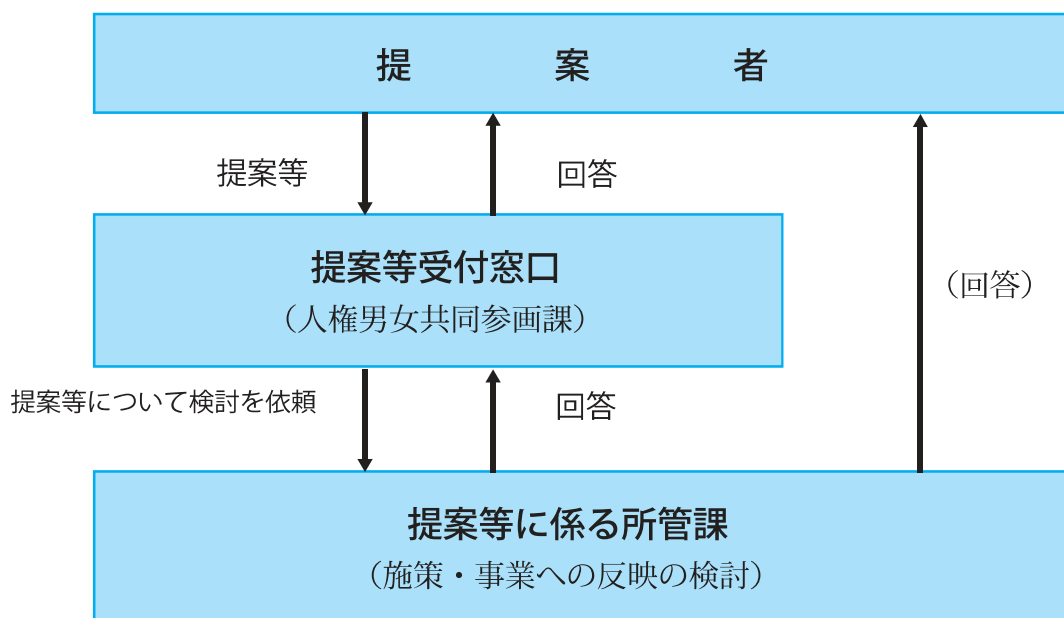 提案者
提案等
回答
提案等受付窓口
（人権男女共同参画課）
（回答）
提案等について検討を依頼
回答
提案等に係る所管課
（施策・事業への反映の検討）